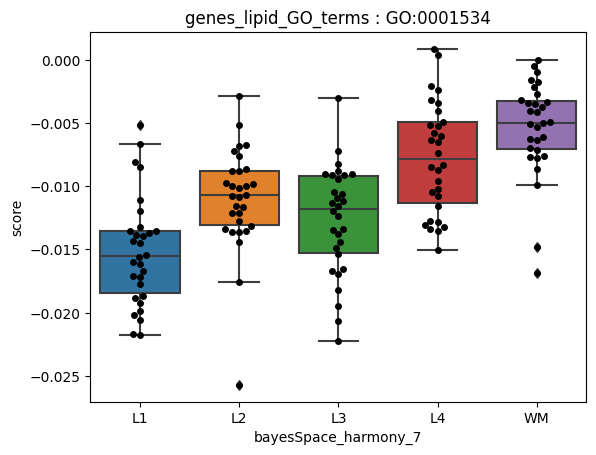 genes_lipid_GO_terms : GO:0001534
0.000
−0.005
−0.010
−0.015
−0.020
−0.025
score
L1 L2 L3 L4 WM
bayesSpace_harmony_7